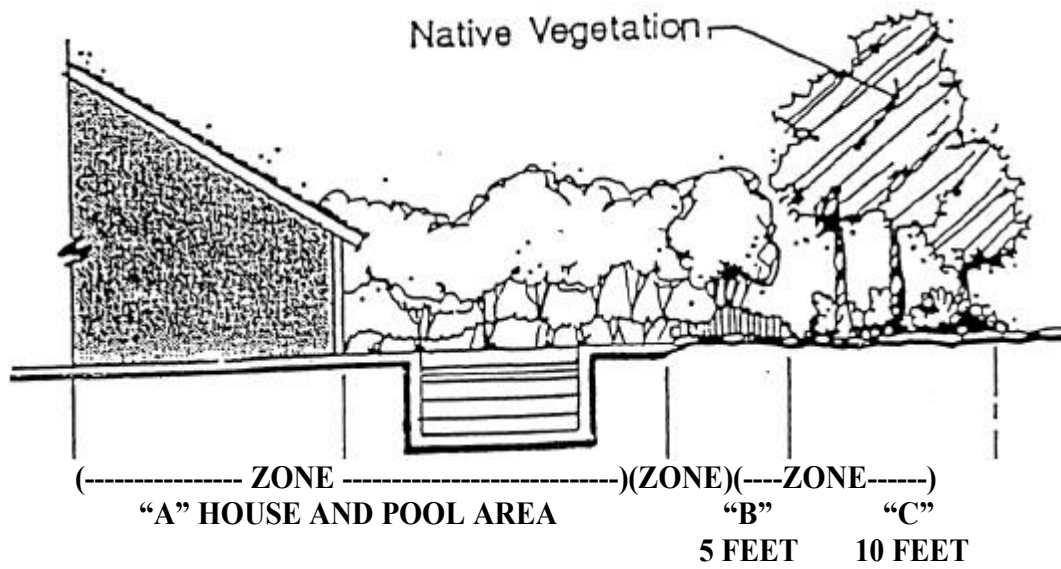 Native Vegetation
(---------------- ZONE ---------------------------)(ZONE)(----ZONE------)
“A” HOUSE AND POOL AREA “B” “C”
5 FEET 10 FEET